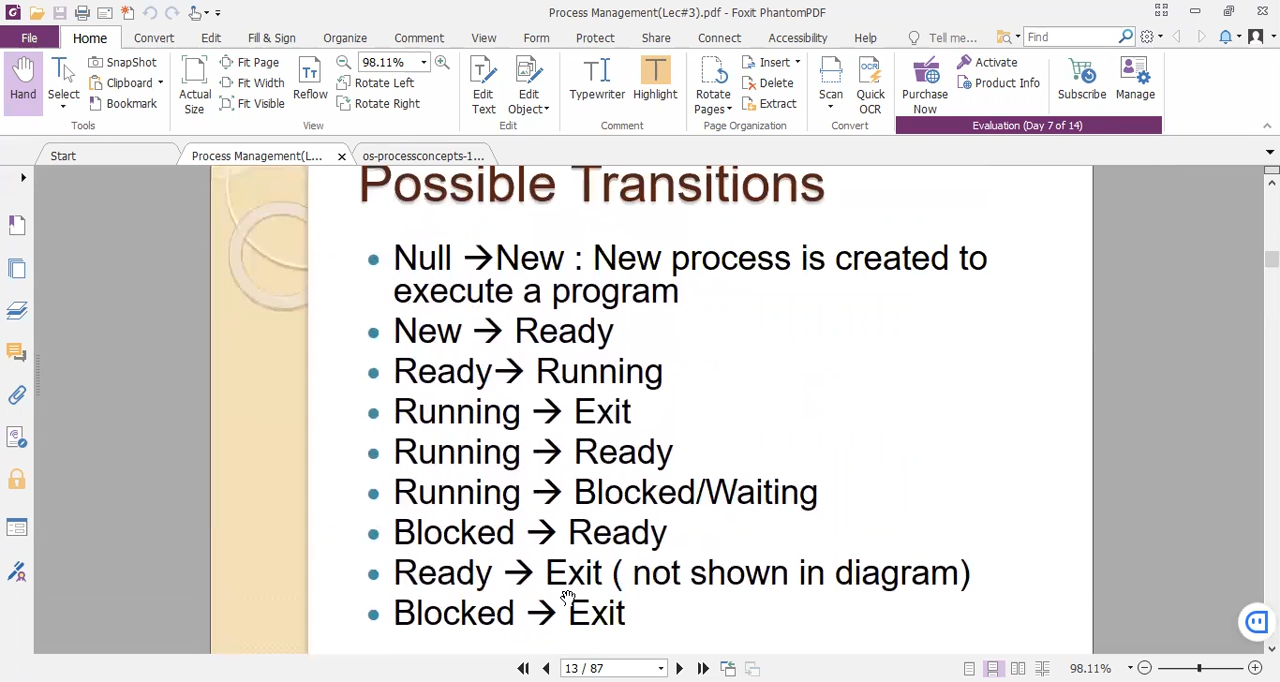 Process Management(Lec#3).pdf - Foxit PhantomPDF
File Home Convert Edit Fill & Sign Organize Comment View Form Protect Share Connect Accessibility Help Tell me... Find
Hand Select SnapShot Clipboard Bookmark Tools
Actual Size Fit Page Fit Width Fit Visible Reflow 98.11% Rotate Left Rotate Right View
Edit Text Edit Object Edit
Typewriter Highlight Comment
Rotate Pages Insert Delete Extract Page Organization
Scan Quick OCR Convert
Purchase Now Activate Product Info Subscribe Manage
Evaluation (Day 7 of 14)
Start Process Management(L... os-processconcepts-1...
Possible Transitions
• Null →New : New process is created to
execute a program
• New → Ready
• Ready→ Running
• Running → Exit
• Running → Ready
• Running → Blocked/Waiting
• Blocked → Ready
• Ready → Exit ( not shown in diagram)
• Blocked → Exit
13 / 87 98.11%